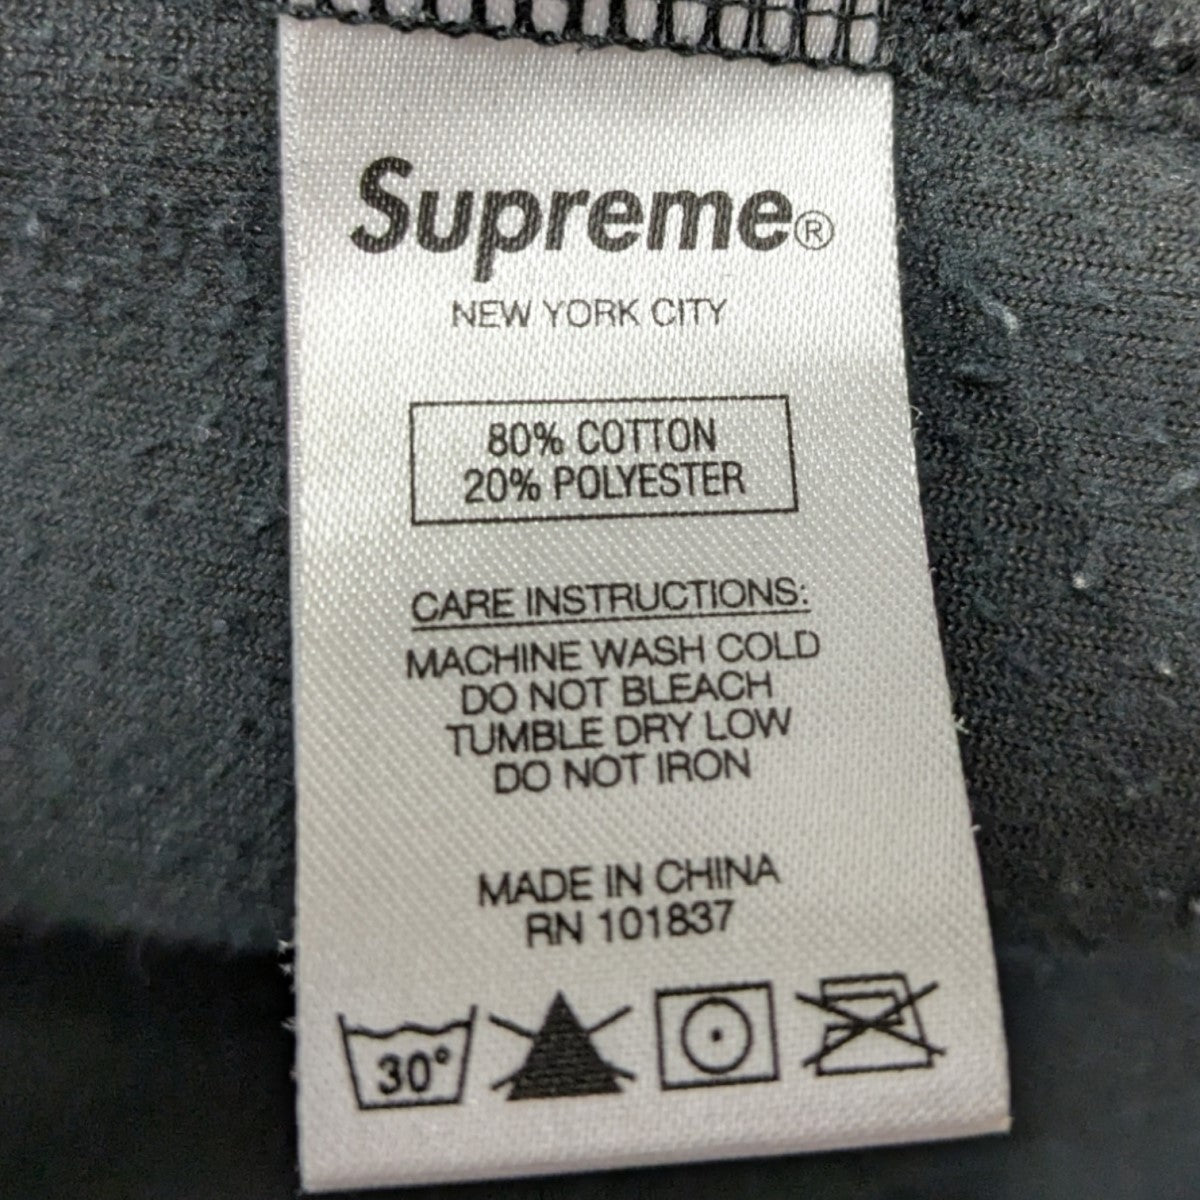 Supreme®
NEW YORK CITY
80% COTTON
20% POLYESTER
CARE INSTRUCTIONS:
MACHINE WASH COLD
DO NOT BLEACH
TUMBLE DRY LOW
DO NOT IRON
MADE IN CHINA
RN 101837
30°